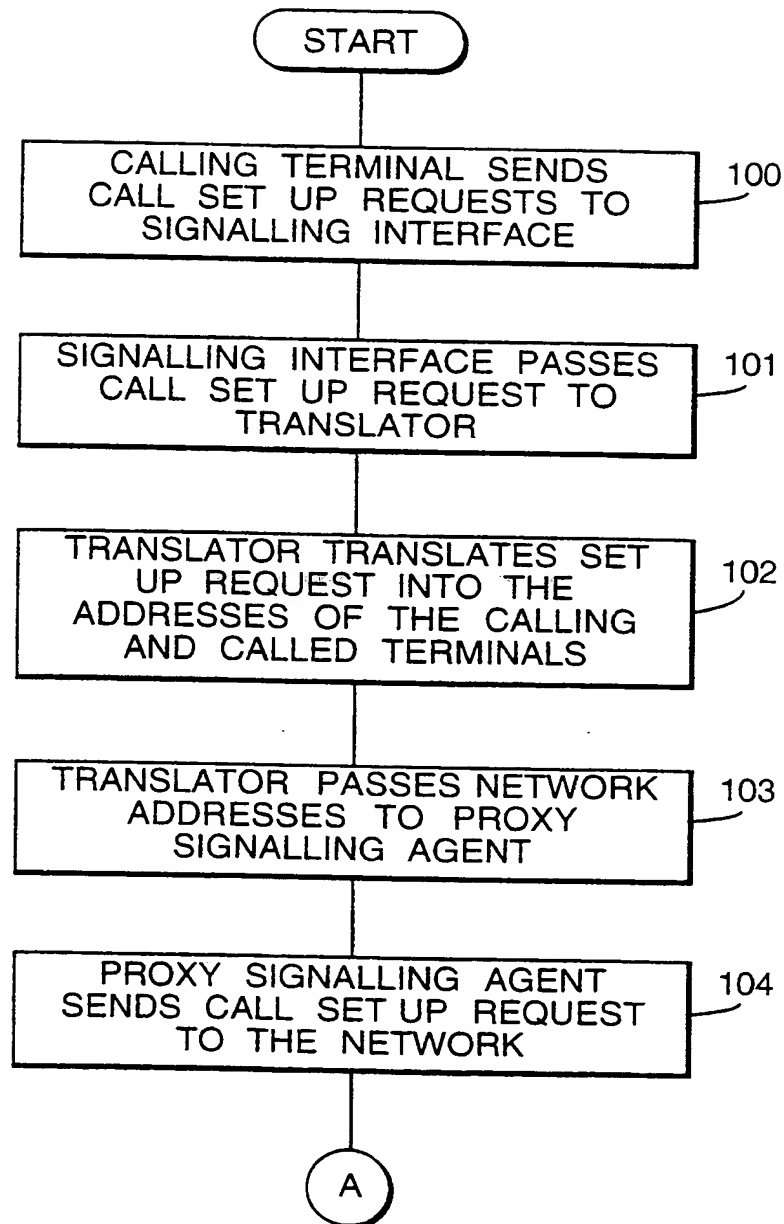 START
CALLING TERMINAL SENDS
CALL SET UP REQUESTS TO
SIGNALLING INTERFACE
100
SIGNALLING INTERFACE PASSES
CALL SET UP REQUEST TO
TRANSLATOR
101
TRANSLATOR TRANSLATES SET
UP REQUEST INTO THE
ADDRESSES OF THE CALLING
AND CALLED TERMINALS
102
TRANSLATOR PASSES NETWORK
ADDRESSES TO PROXY
SIGNALLING AGENT
103
PROXY SIGNALLING AGENT
SENDS CALL SET UP REQUEST
TO THE NETWORK
104
A